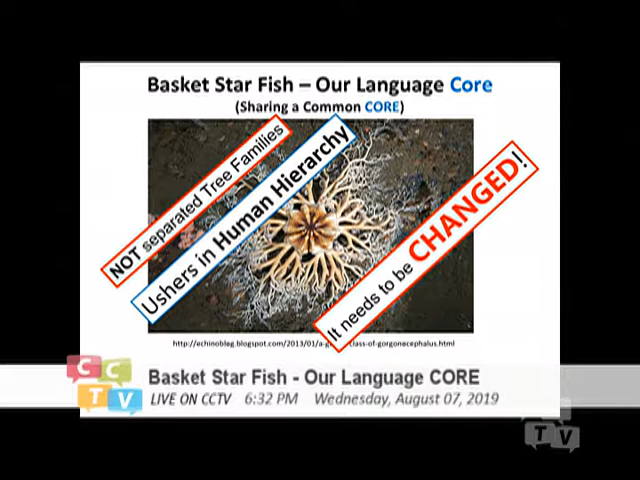 Basket Star Fish – Our Language Core
(Sharing a Common CORE)
NOT separated Tree Families
Ushers in Human Hierarchy
It needs to be CHANGED!
http://echinoblog.blogspot.com/2013/01/a-g class-of-gorgonocephalus.html
CCTV
Basket Star Fish - Our Language CORE
LIVE ON CCTV 6:32 PM Wednesday, August 07, 2019
TV